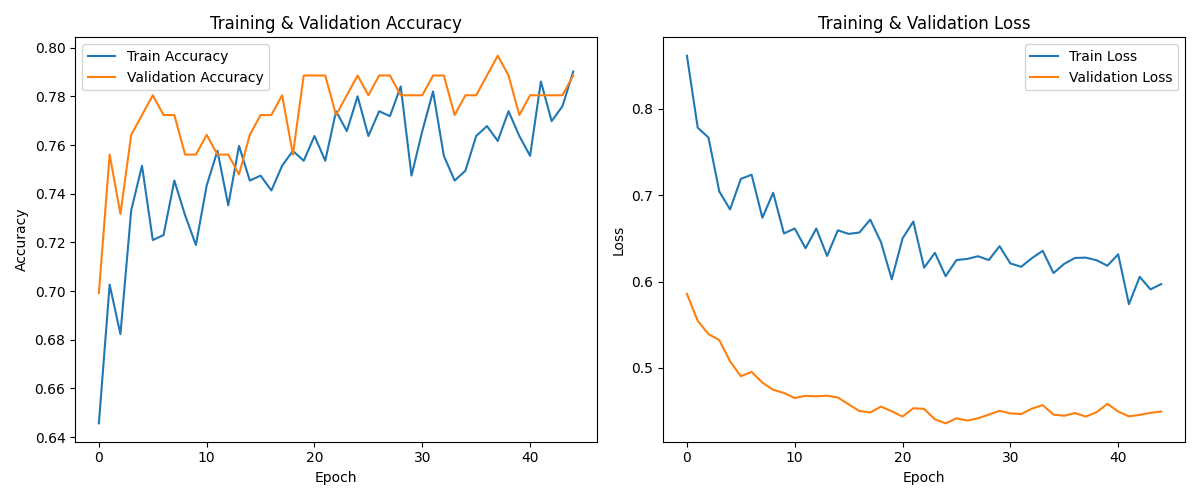 Training & Validation Accuracy
Train Accuracy
Validation Accuracy
0.80
0.78
0.76
0.74
0.72
0.70
0.68
0.66
0.64
Accuracy
0
10
20
30
40
Epoch
Training & Validation Loss
Train Loss
Validation Loss
0.8
0.7
0.6
0.5
Loss
0
10
20
30
40
Epoch